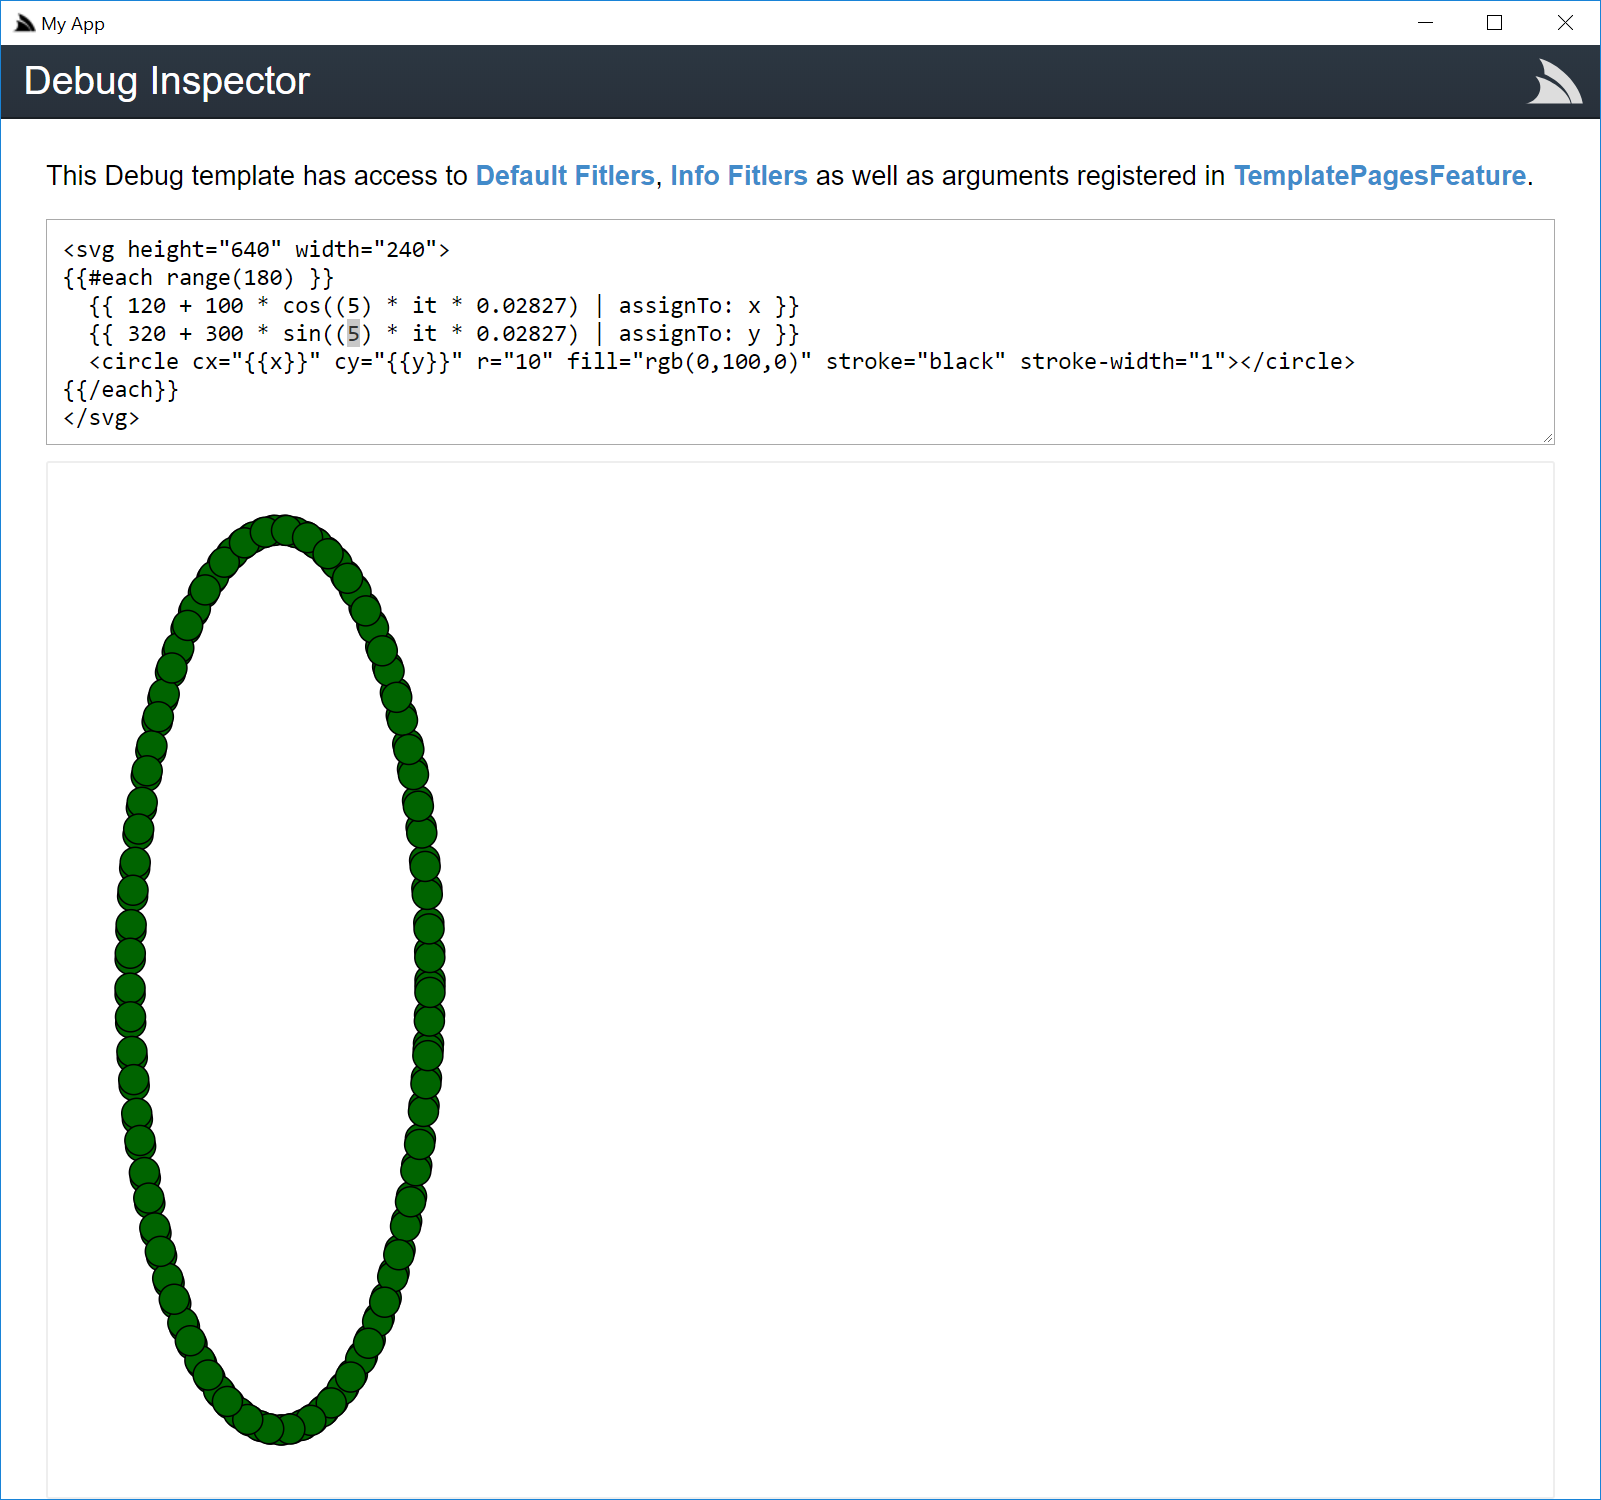 My App
Debug Inspector
This Debug template has access to Default Fitlers, Info Fitlers as well as arguments registered in TemplatePagesFeature.
<svg height="640" width="240">
{{#each range(180) }}
  {{ 120 + 100 * cos((5) * it * 0.02827) | assignTo: x }}
  {{ 320 + 300 * sin((5) * it * 0.02827) | assignTo: y }}
  <circle cx="{{x}}" cy="{{y}}" r="10" fill="rgb(0,100,0)" stroke="black" stroke-width="1"></circle>
{{/each}}
</svg>